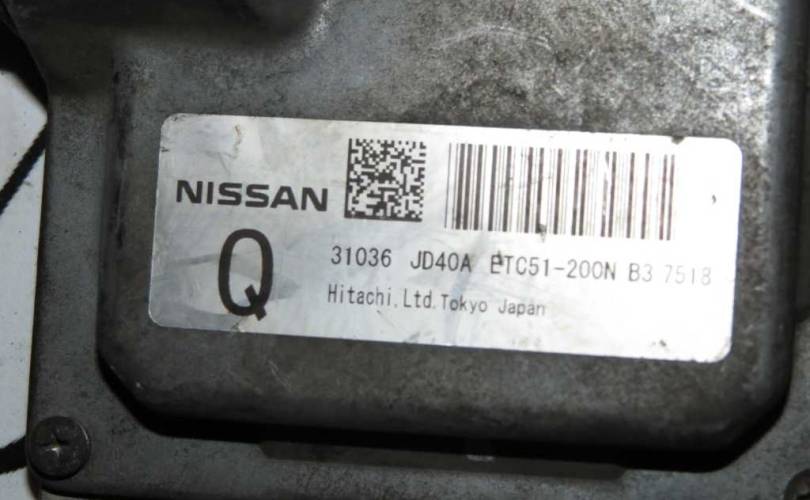 NISSAN
Q
31036 JD40A ETC51-200N B3 7518
Hitachi, Ltd. Tokyo Japan